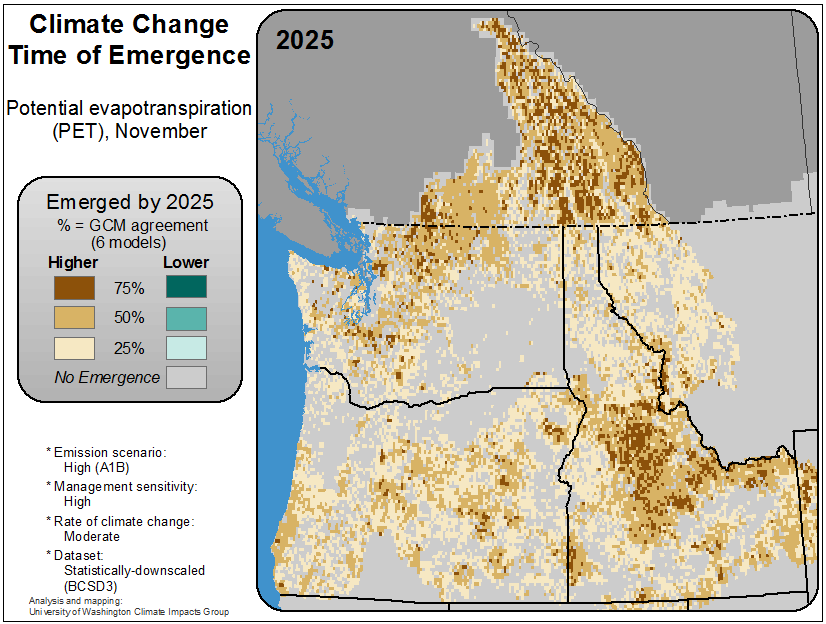 Climate Change
Time of Emergence
Potential evapotranspiration
(PET), November
Emerged by 2025
% = GCM agreement
(6 models)
Higher Lower
75%
50%
25%
No Emergence
* Emission scenario:
High (A1B)
* Management sensitivity:
High
* Rate of climate change:
Moderate
* Dataset:
Statistically-downscaled
(BCSD3)
Analysis and mapping:
University of Washington Climate Impacts Group
2025